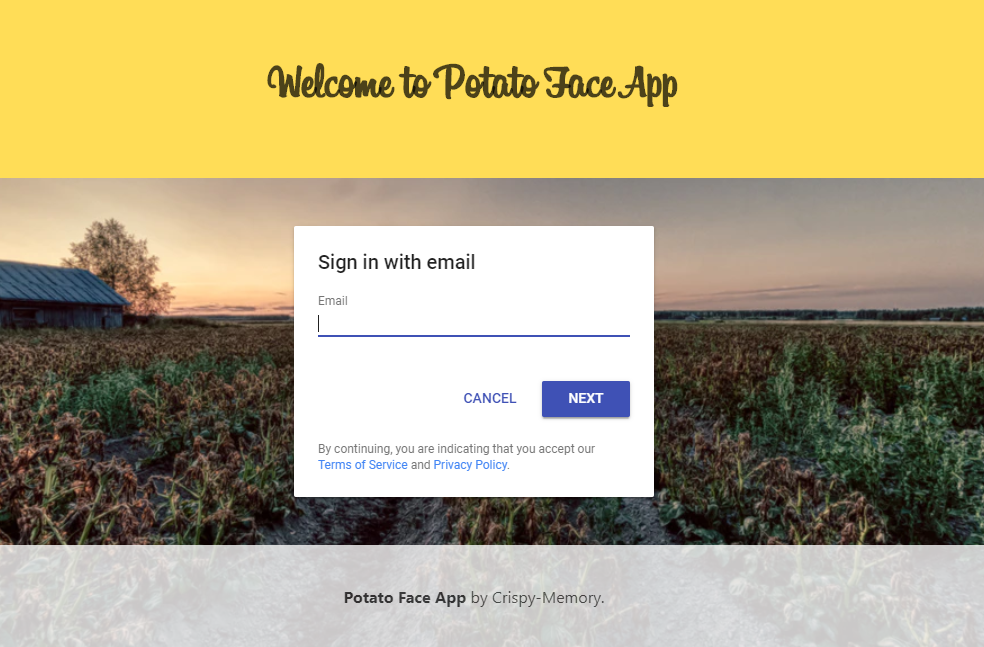 Welcome to Potato Face App
Sign in with email
Email
CANCEL
NEXT
By continuing, you are indicating that you accept our
Terms of Service and Privacy Policy.
Potato Face App by Crispy-Memory.